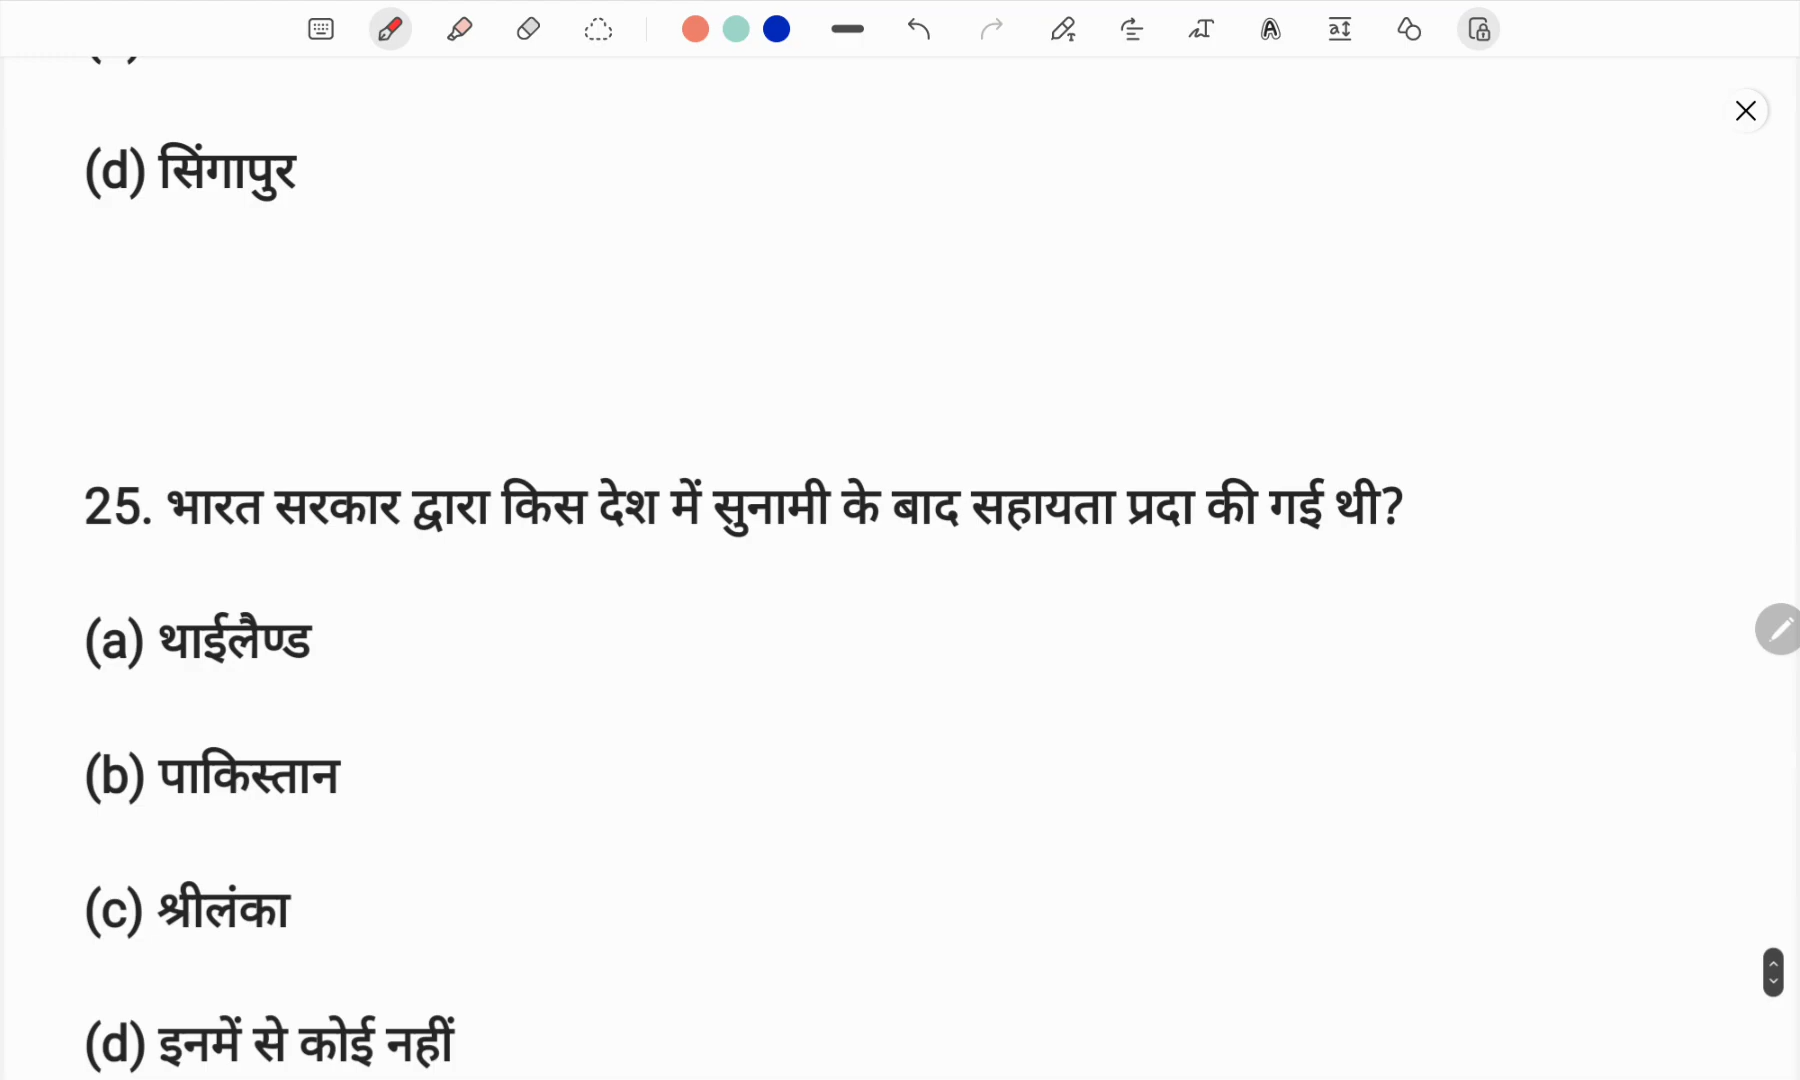 (d) सिंगापुर
25. भारत सरकार द्वारा किस देश में सुनामी के बाद सहायता प्रदा की गई थी?
(a) थाईलैण्ड
(b) पाकिस्तान
(c) श्रीलंका
(d) इनमें से कोई नहीं